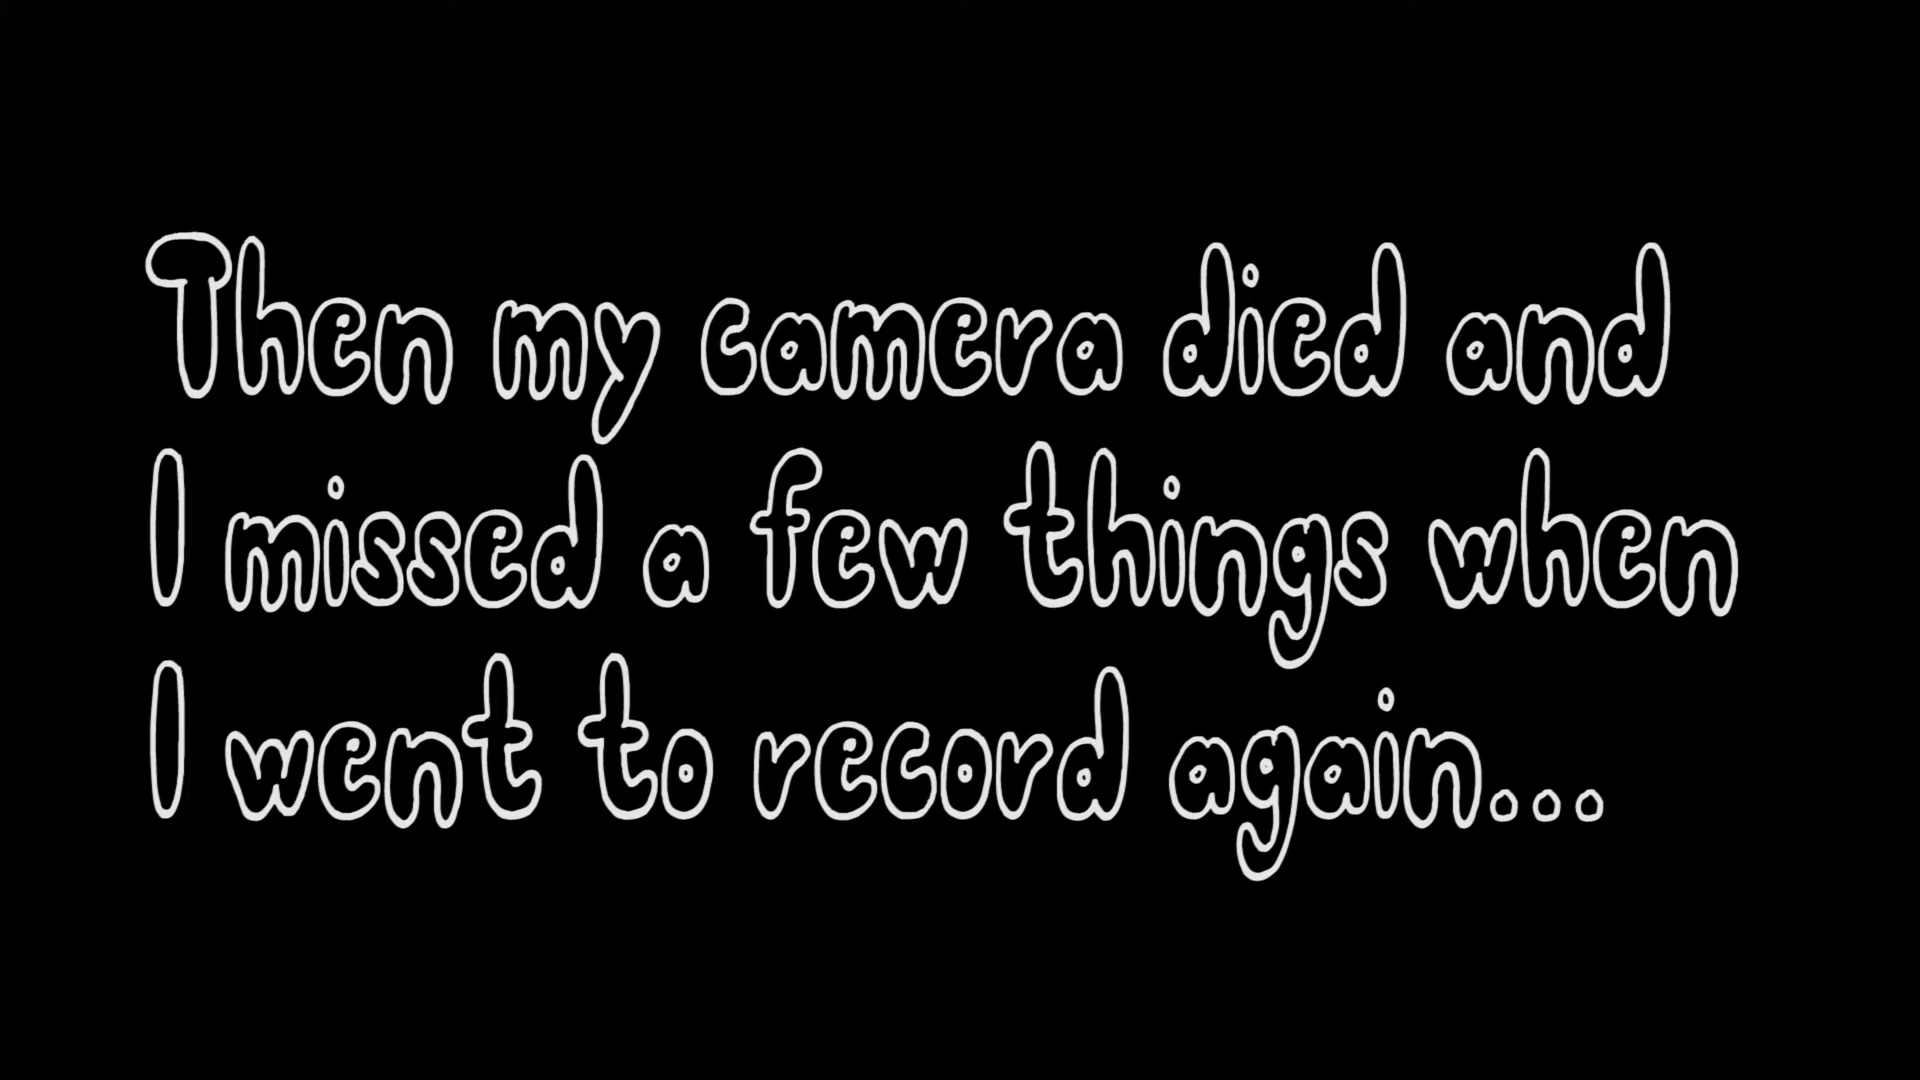 Then my camera died and
I missed a few things when
I went to record again...